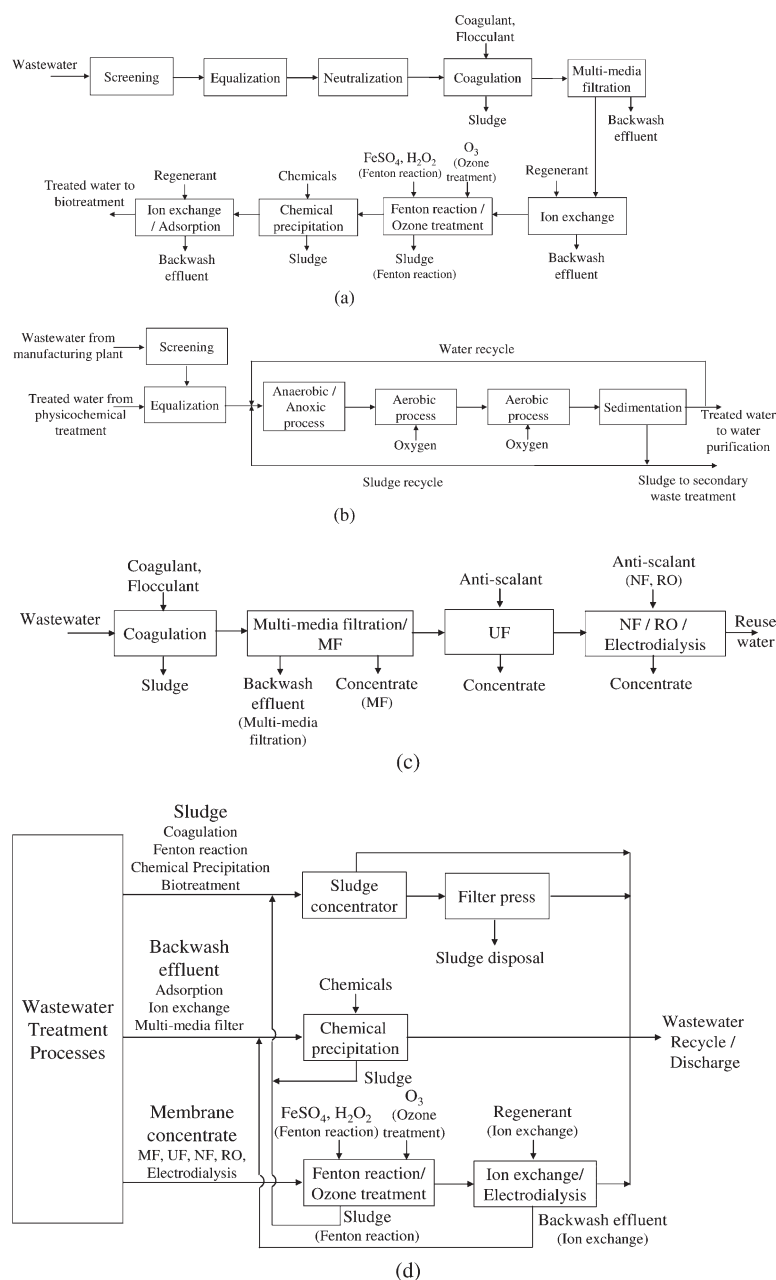 Coagulant,
Flocculant
Wastewater
Screening
Equalization
Neutralization
Coagulation
Multi-media
filtration
Sludge
Backwash
effluent
Treated water to
biotreatment
Regenerant
Ion exchange
/ Adsorption
Backwash
effluent
Chemicals
Chemical
precipitation
Sludge
FeSO4, H2O2
(Fenton reaction)
O3
(Ozone
treatment)
Fenton reaction /
Ozone treatment
Sludge
(Fenton reaction)
Regenerant
Ion exchange
Backwash
effluent
(a)
Wastewater from
manufacturing plant
Screening
Water recycle
Treated water from
physicochemical
treatment
Equalization
Anaerobic /
Anoxic
process
Aerobic
process
Oxygen
Aerobic
process
Oxygen
Sedimentation
Treated water
to water
purification
Sludge recycle
Sludge to secondary
waste treatment
(b)
Coagulant,
Flocculant
Wastewater
Coagulation
Sludge
Multi-media filtration/
MF
Backwash
effluent
(Multi-media
filtration)
Concentrate
(MF)
Anti-scalant
UF
Concentrate
Anti-scalant
(NF, RO)
NF / RO /
Electrodialysis
Concentrate
Reuse
water
(c)
Wastewater
Treatment
Processes
Sludge
Coagulation
Fenton reaction
Chemical Precipitation
Biotreatment
Sludge
concentrator
Filter press
Sludge disposal
Backwash
effluent
Adsorption
Ion exchange
Multi-media filter
Chemicals
Chemical
precipitation
Sludge
Wastewater
Recycle /
Discharge
Membrane
concentrate
MF, UF, NF, RO,
Electrodialysis
FeSO4, H2O2
(Fenton reaction)
O3
(Ozone
treatment)
Fenton reaction/
Ozone treatment
Sludge
(Fenton reaction)
Regenerant
(Ion exchange)
Ion exchange/
Electrodialysis
Backwash effluent
(Ion exchange)
(d)